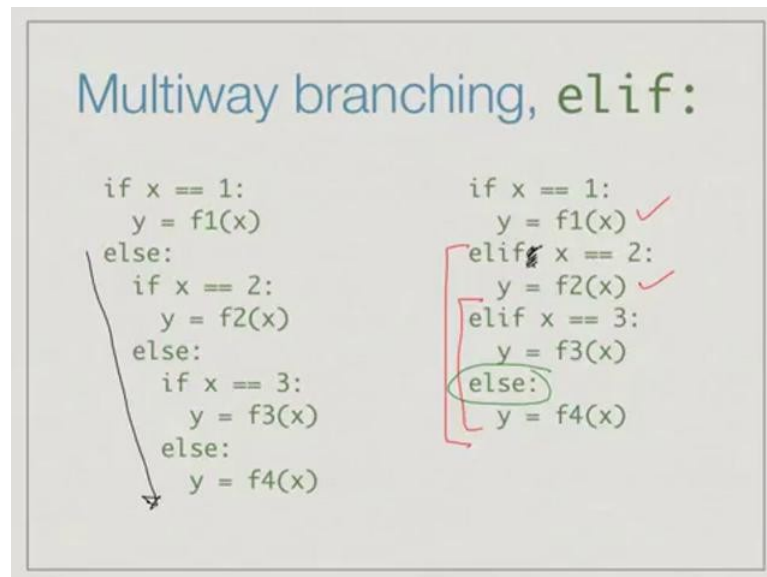 Multiway branching, elif:
if x == 1:
  y = f1(x)
else:
  if x == 2:
    y = f2(x)
  else:
    if x == 3:
      y = f3(x)
    else:
      y = f4(x)
if x == 1:
  y = f1(x)
elif x == 2:
  y = f2(x)
elif x == 3:
  y = f3(x)
else:
  y = f4(x)